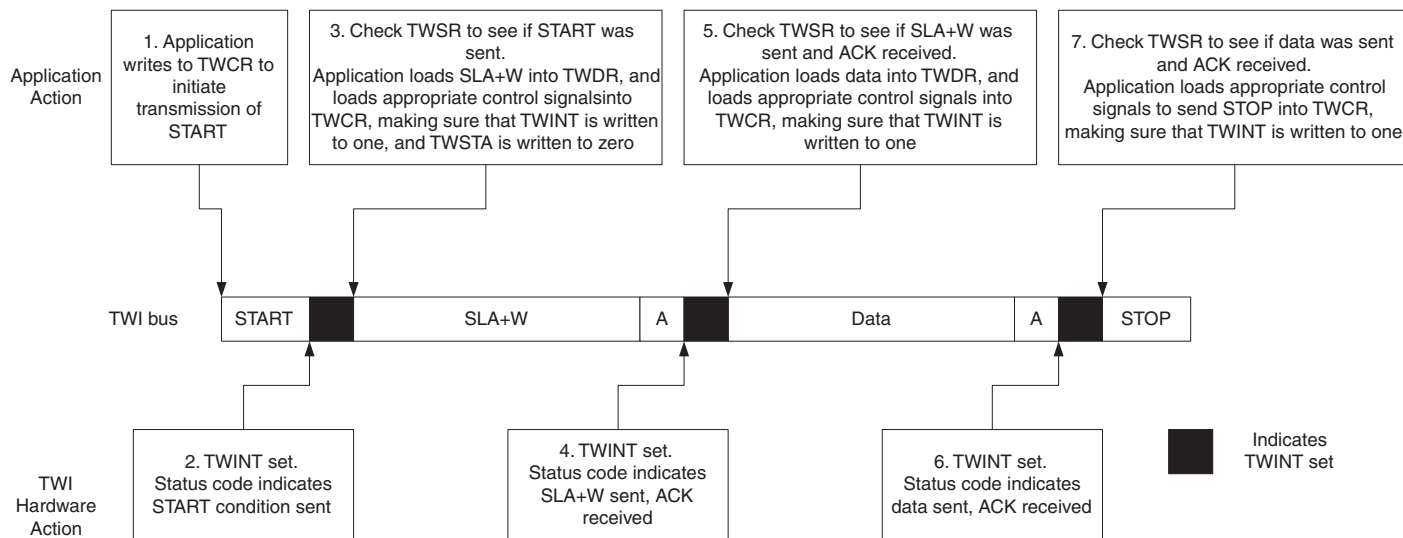 Application
Action
1. Application
writes to TWCR to
initiate
transmission of
START
3. Check TWSR to see if START was
sent.
Application loads SLA+W into TWDR, and
loads appropriate control signalsinto
TWCR, making sure that TWINT is written
to one, and TWSTA is written to zero
5. Check TWSR to see if SLA+W was
sent and ACK received.
Application loads data into TWDR, and
loads appropriate control signals into
TWCR, making sure that TWINT is
written to one
7. Check TWSR to see if data was sent
and ACK received.
Application loads appropriate control
signals to send STOP into TWCR,
making sure that TWINT is written to one
TWI bus
START
SLA+W
A
Data
A
STOP
TWI
Hardware
Action
2. TWINT set.
Status code indicates
START condition sent
4. TWINT set.
Status code indicates
SLA+W sent, ACK
received
6. TWINT set.
Status code indicates
data sent, ACK received
Indicates
TWINT set